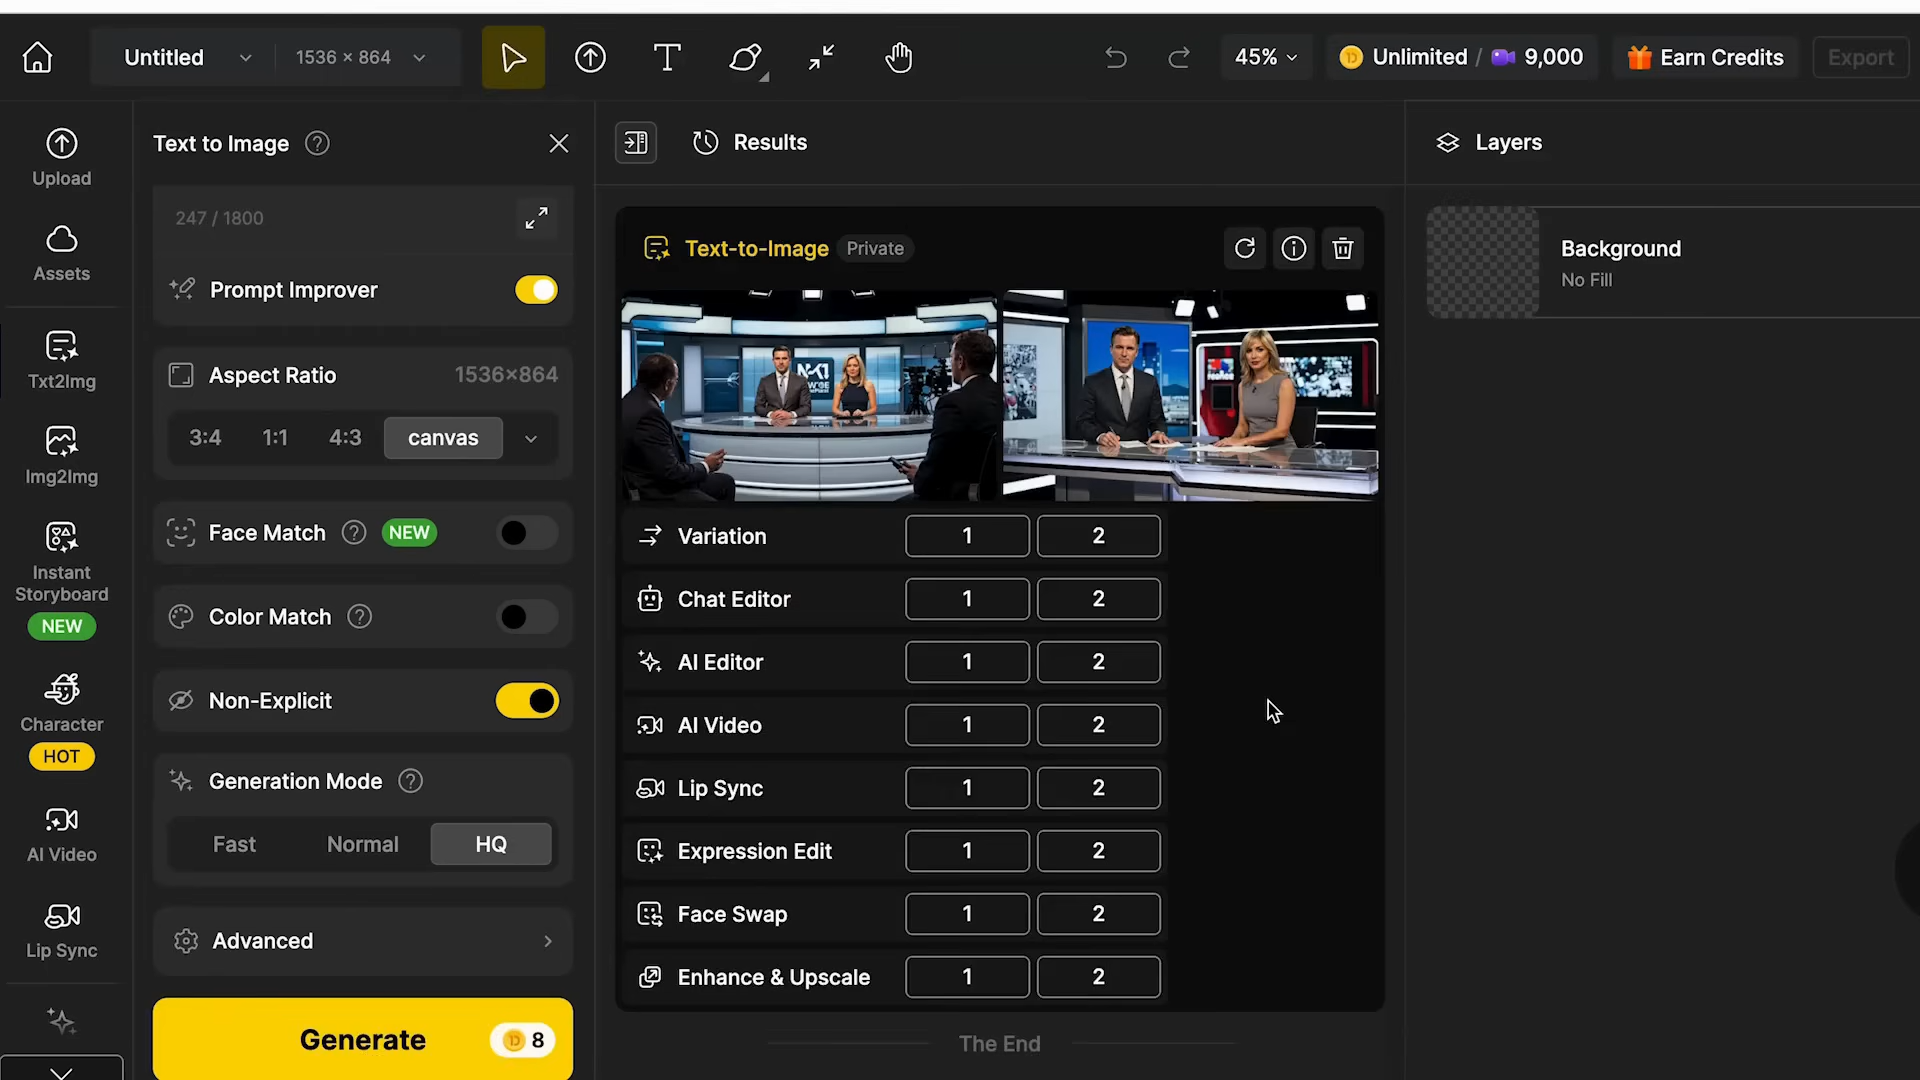 Untitled
1536 × 864
45%
Unlimited / 9,000
Earn Credits
Export
Upload
Assets
Txt2Img
Img2Img
Instant
Storyboard
NEW
Character
HOT
AI Video
Lip Sync
Text to Image
247 / 1800
Prompt Improver
Aspect Ratio
1536×864
3:4
1:1
4:3
canvas
Face Match
NEW
Color Match
Non-Explicit
Generation Mode
Fast
Normal
HQ
Advanced
Generate
8
Results
Text-to-Image
Private
Variation 1 2
Chat Editor 1 2
AI Editor 1 2
AI Video 1 2
Lip Sync 1 2
Expression Edit 1 2
Face Swap 1 2
Enhance & Upscale 1 2
The End
Layers
Background
No Fill